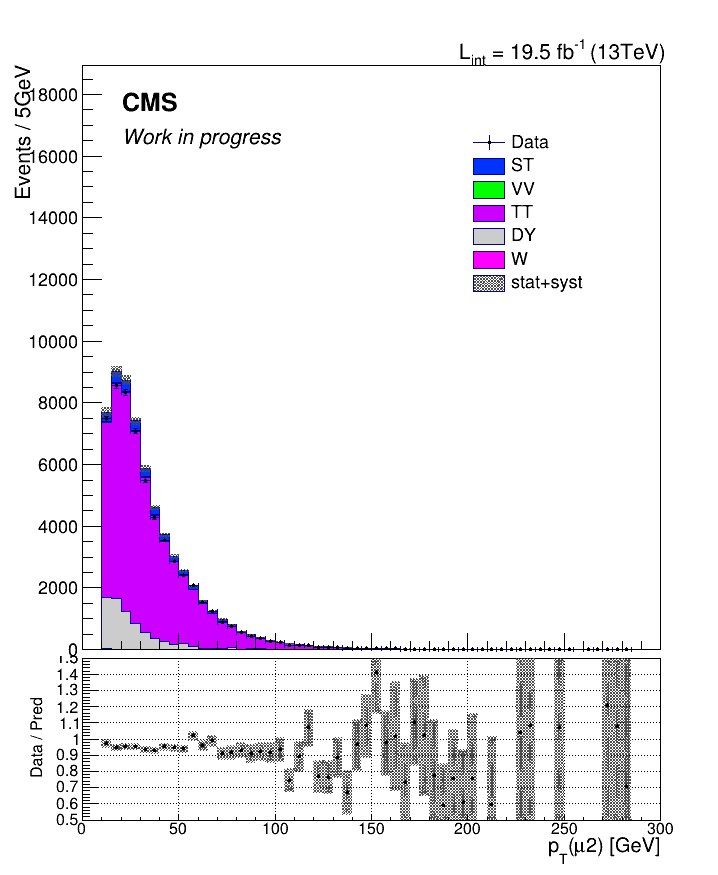 L_int = 19.5 fb^-1 (13TeV)
Events / 5GeV
18000
16000
14000
12000
10000
8000
6000
4000
2000
0
CMS
Work in progress
Data
ST
VV
TT
DY
W
stat+syst
Data / Pred
1.5
1.4
1.3
1.2
1.1
1
0.9
0.8
0.7
0.6
0.5
0 50 100 150 200 250 300
p_T(μ2) [GeV]